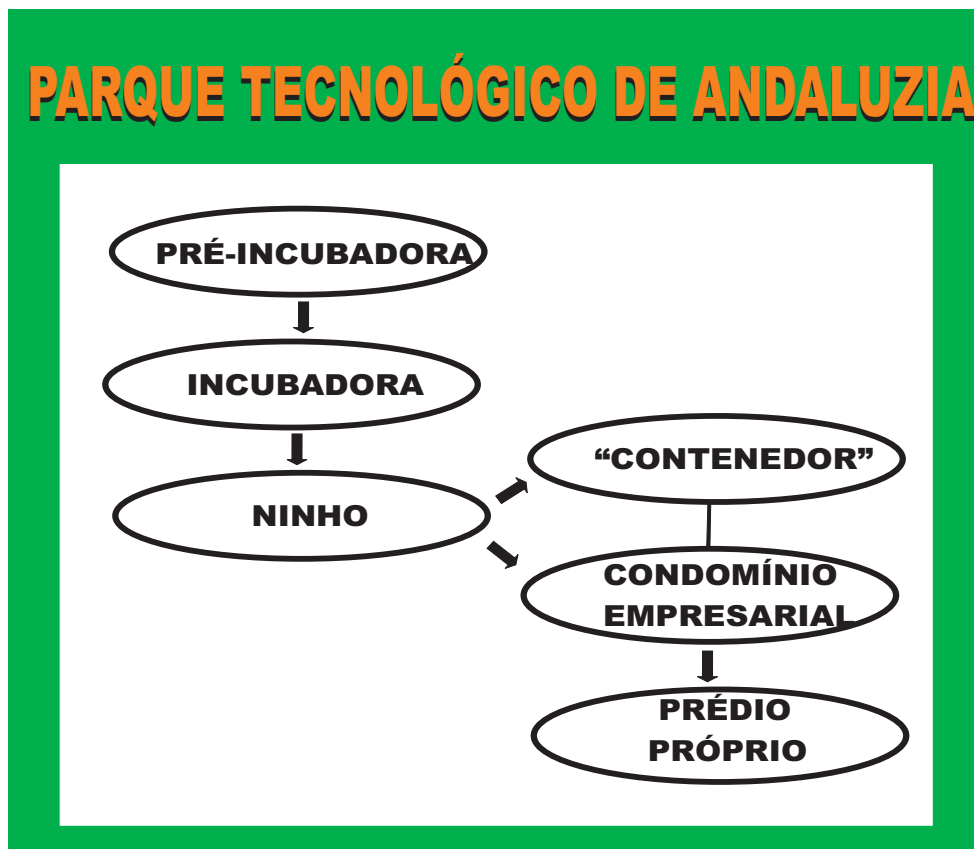 PARQUE TECNOLÓGICO DE ANDALUZIA
PRÉ-INCUBADORA
INCUBADORA
NINHO
“CONTENEDOR”
CONDOMÍNIO
EMPRESARIAL
PRÉDIO
PRÓPRIO